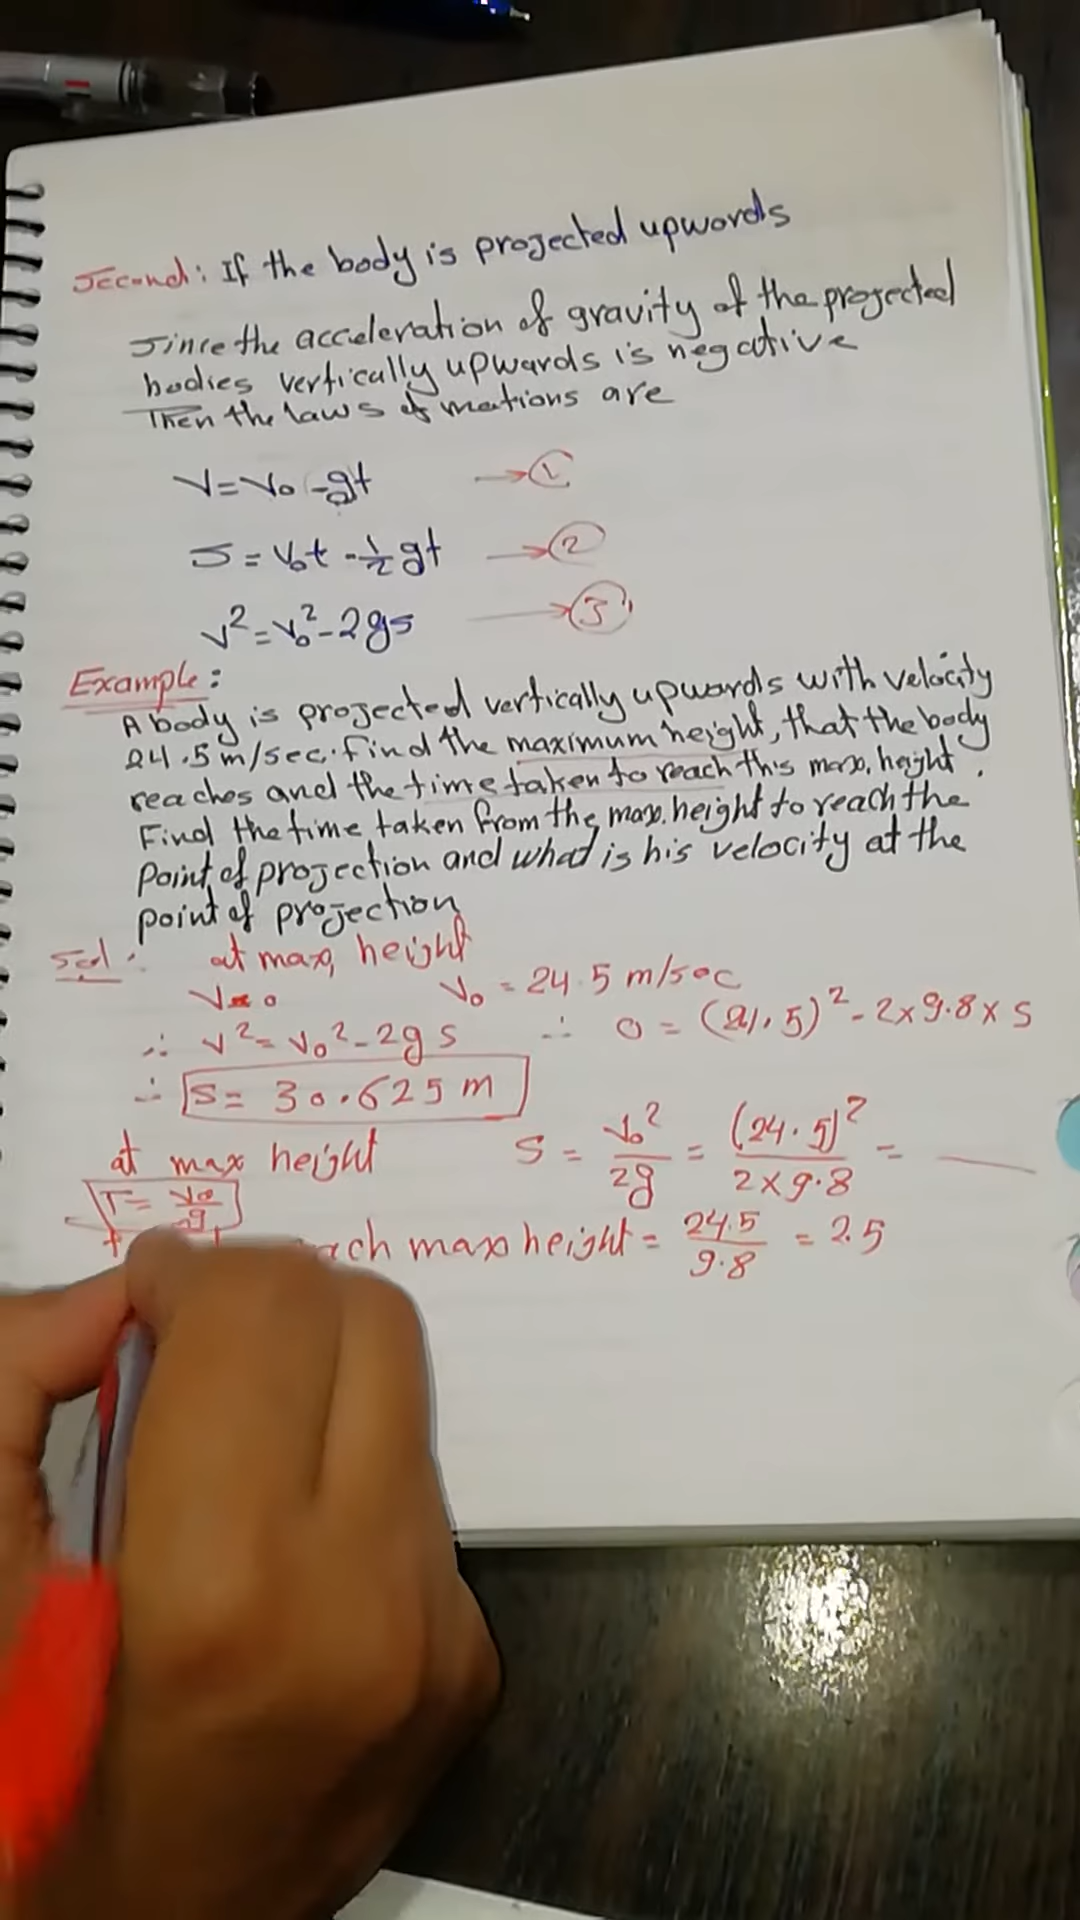 Second: If the body is projected upwords
Since the acceleration of gravity of the projected
bodies vertically upwards is negative
Then the laws of motions are
V=V₀-gt → ①
S=V₀t-½gt → ②
v²=v₀²-2gs → ③
Example:
A body is projected vertically upwards with velocity
24.5m/sec. find the maximum height, that the body
reaches and the time taken to reach this max. height.
Find the time taken from the max. height to reach the
Point of projection and what is his velocity at the
point of projection
Sol: at max, height
V=0 V₀=24.5 m/sec
∴ v²=v₀²-2gs ∴ 0=(24.5)²-2×9.8×S
∴ S=30.625m
at max height S=v₀²/2g=(24.5)²/2×9.8=
T=v₀/g
max height=24.5/9.8=2.5